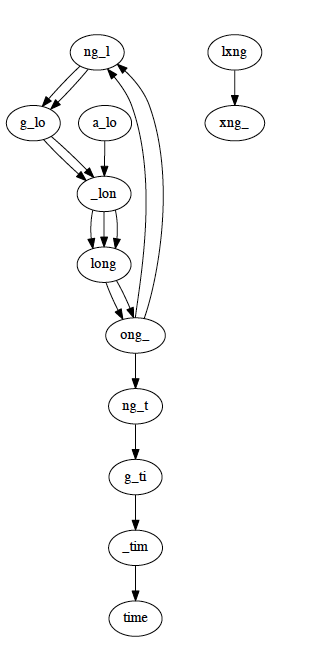 ng_l
lxng
g_lo
a_lo
xng_
_lon
long
ong_
ng_t
g_ti
_tim
time